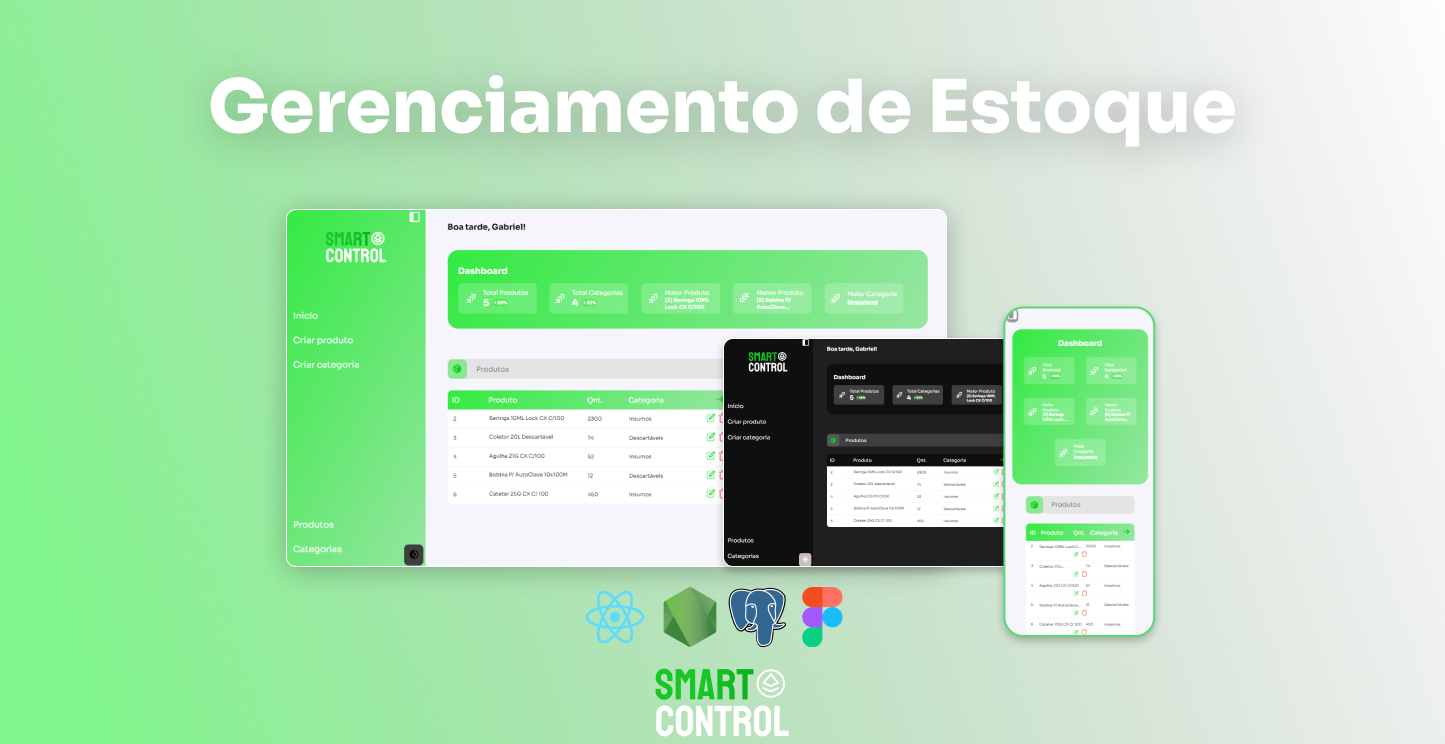 Gerenciamento de Estoque
SMART
CONTROL
Início
Criar produto
Criar categoria
Produtos
Categorias
Boa tarde, Gabriel!
Dashboard
Total Produtos
5
Total Categorias
4
Maior Produto
(2) Seringa 10ML
Lock CX C/100
Menor Produto
(5) Bobina P/
AutoClave...
Maior Categoria
Insumos
Produtos
ID Produto Qnt. Categoria
2 Seringa 10ML Lock CX C/100 2300 Insumos
3 Coletor 20L Descartável 74 Descartáveis
4 Agulha 21G CX C/100 52 Insumos
5 Bobina P/ AutoClave 10x100M 12 Descartáveis
6 Cateter 25G CX C/ 100 450 Insumos
SMART
CONTROL
Início
Criar produto
Criar categoria
Produtos
Categorias
Boa tarde, Gabriel!
Dashboard
Total Produtos
5
Total Categorias
4
Maior Produto
(2) Seringa 10ML
Lock CX C/100
Produtos
ID Produto Qnt. Categoria
2 Seringa 10ML Lock CX C/100 2300 Insumos
3 Coletor 20L Descartável 74 Descartáveis
4 Agulha 21G CX C/100 52 Insumos
5 Bobina P/ AutoClave 10x100M 12 Descartáveis
6 Cateter 25G CX C/ 100 450 Insumos
Dashboard
Total
Produtos
5
Total
Categorias
4
Maior
Produto
(2) Seringa
10ML Lock...
Menor
Produto
(5) Bobina P/
AutoClave...
Maior
Categoria
Insumos
Produtos
ID Produto Qnt. Categoria
2 Seringa 10ML Lock C... 2300 Insumos
3 Coletor 20L... 74 Descartáveis
4 Agulha 21G CX C/100 52 Insumos
5 Bobina P/ AutoClave... 12 Descartáveis
6 Cateter 25G CX C/ 100 450 Insumos
SMART
CONTROL